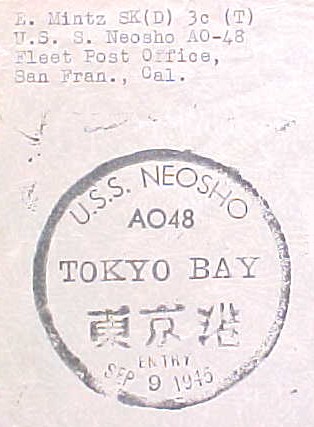 E. Mintz SK(D) 3c (T)
U.S. S. Neosho AO-48
Fleet Post Office,
San Fran., Cal.
U.S.S. NEOSHO
AO48
TOKYO BAY
東京港
ENTRY
SEP 9 1945